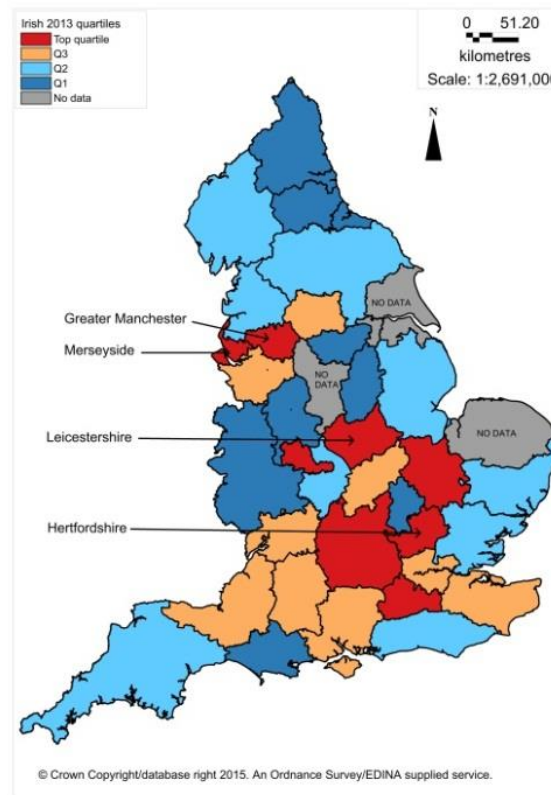 Irish 2013 quartiles
Top quartile
Q3
Q2
Q1
No data
0 51.20
kilometres
Scale: 1:2,691,000
N
NO DATA
Greater Manchester
Merseyside
NO
DATA
Leicestershire
NO DATA
Hertfordshire
© Crown Copyright/database right 2015. An Ordnance Survey/EDINA supplied service.